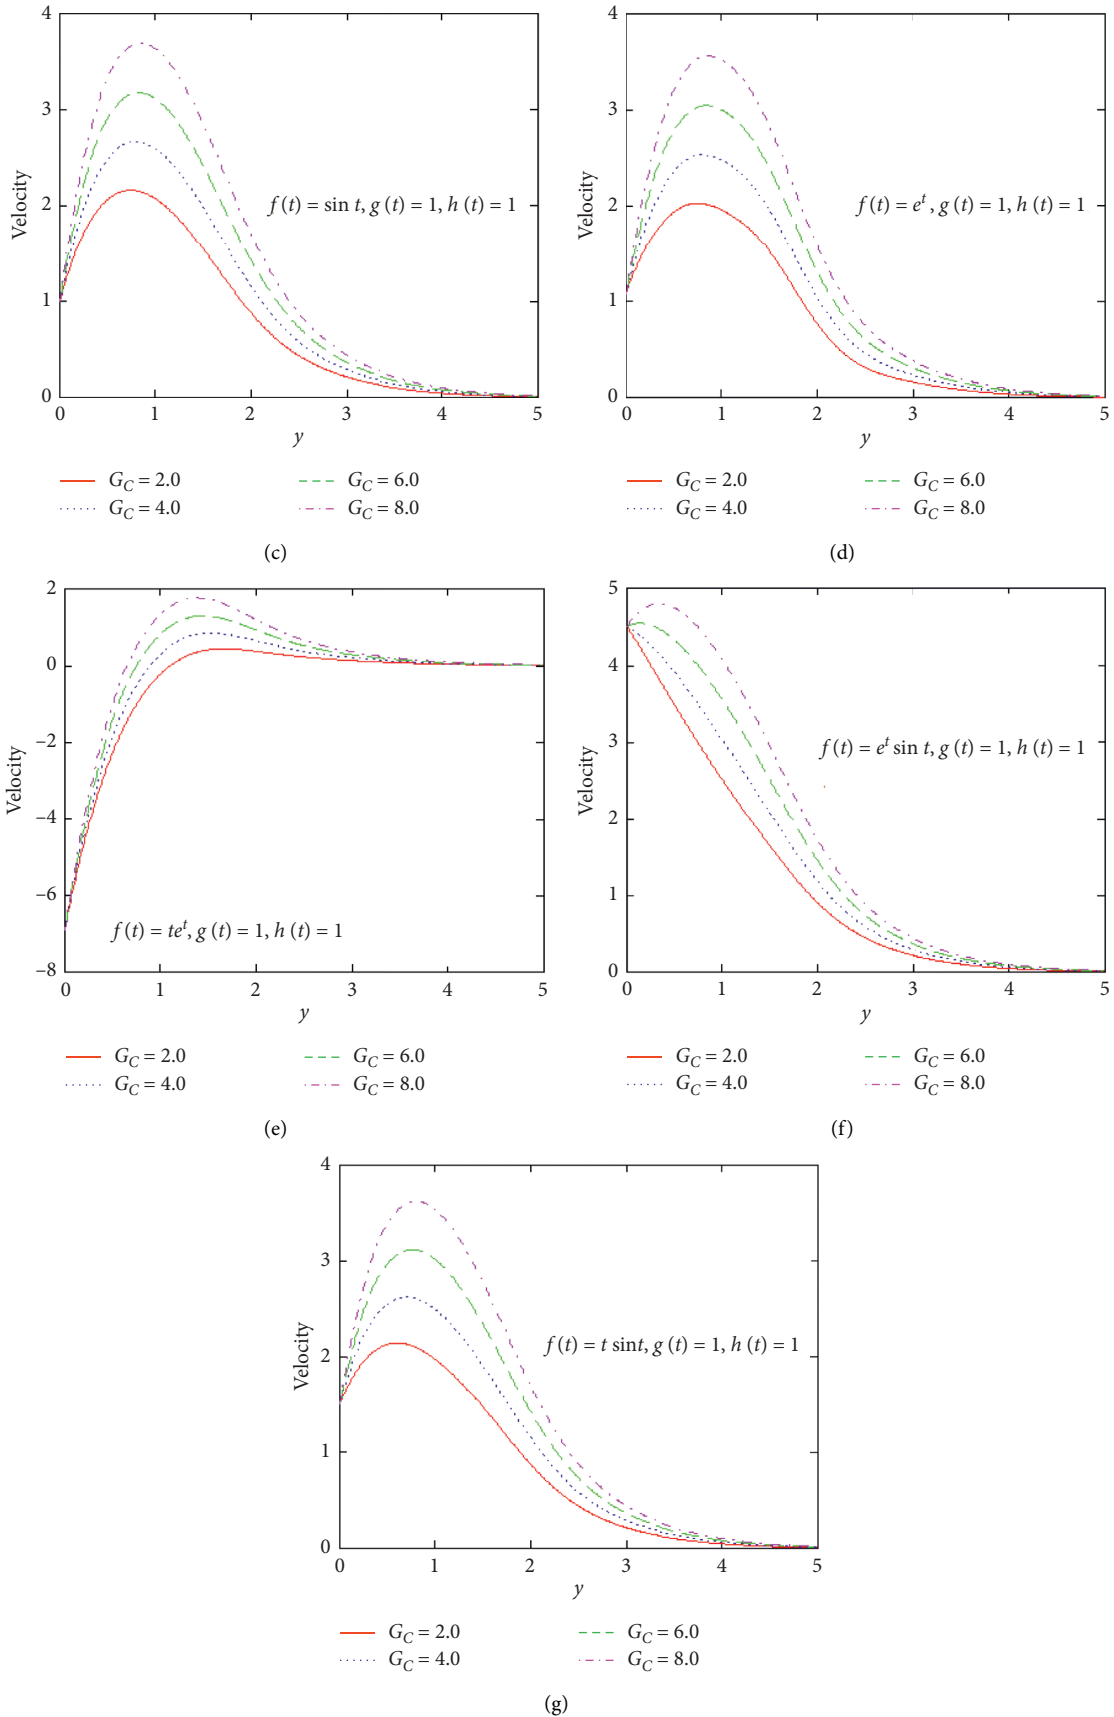 4
3
2
1
0
Velocity
f(t) = sin t, g(t) = 1, h(t) = 1
0 1 2 3 4 5
y
G_C = 2.0 G_C = 6.0
G_C = 4.0 G_C = 8.0
(c)
4
3
2
1
0
Velocity
f(t) = e^t, g(t) = 1, h(t) = 1
0 1 2 3 4 5
y
G_C = 2.0 G_C = 6.0
G_C = 4.0 G_C = 8.0
(d)
2
0
−2
−4
−6
−8
Velocity
f(t) = te^t, g(t) = 1, h(t) = 1
0 1 2 3 4 5
y
G_C = 2.0 G_C = 6.0
G_C = 4.0 G_C = 8.0
(e)
5
4
3
2
1
0
Velocity
f(t) = e^t sin t, g(t) = 1, h(t) = 1
0 1 2 3 4 5
y
G_C = 2.0 G_C = 6.0
G_C = 4.0 G_C = 8.0
(f)
4
3
2
1
0
Velocity
f(t) = t sint, g(t) = 1, h(t) = 1
0 1 2 3 4 5
y
G_C = 2.0 G_C = 6.0
G_C = 4.0 G_C = 8.0
(g)